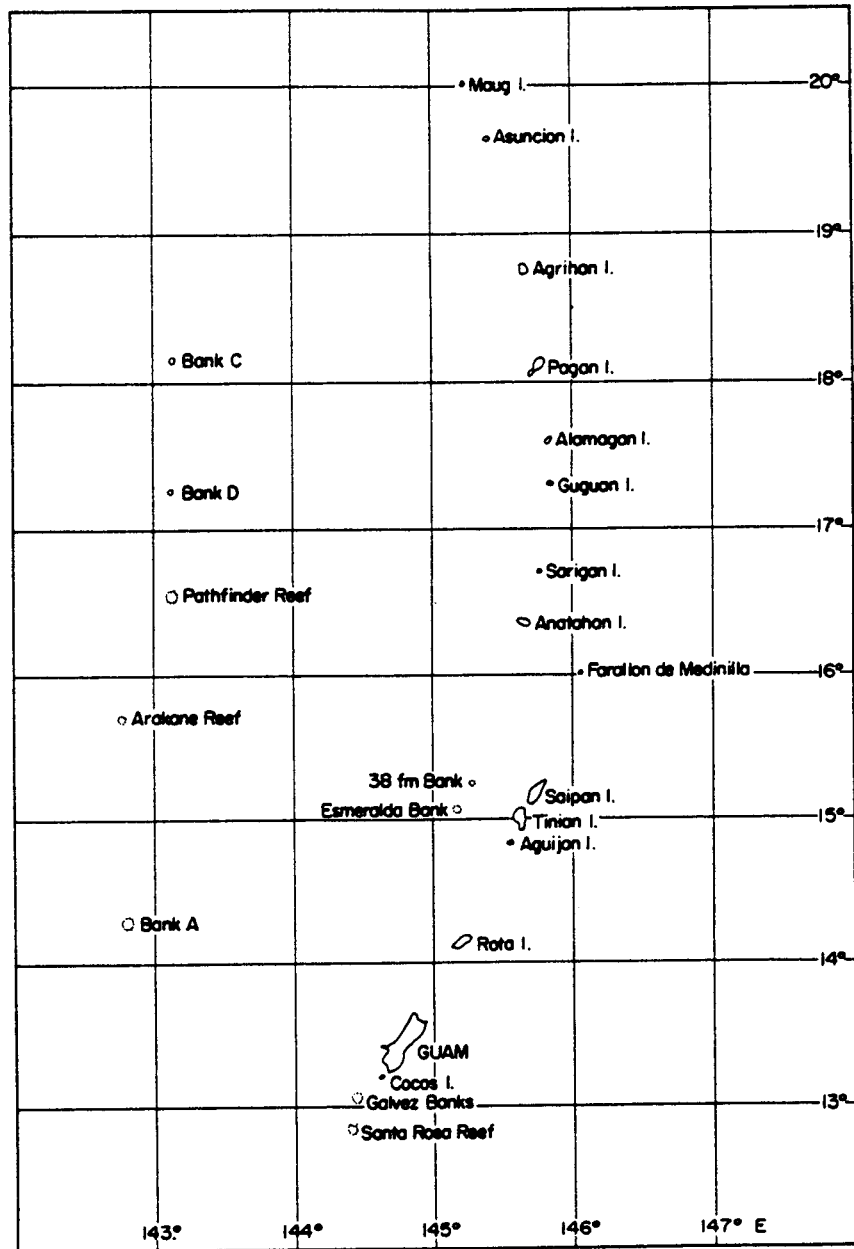 Maug I.
20°
Asuncion I.
19°
Agrihan I.
Bank C
Pagan I.
18°
Alamagan I.
Bank D
Guguan I.
17°
Sarigan I.
Pathfinder Reef
Anatahan I.
Farallon de Medinilla
16°
Arakane Reef
38 fm Bank
Saipan I.
Esmeralda Bank
Tinian I.
15°
Aguijan I.
Bank A
Rota I.
14°
GUAM
Cocos I.
Galvez Banks
13°
Santa Rosa Reef
143° 144° 145° 146° 147° E